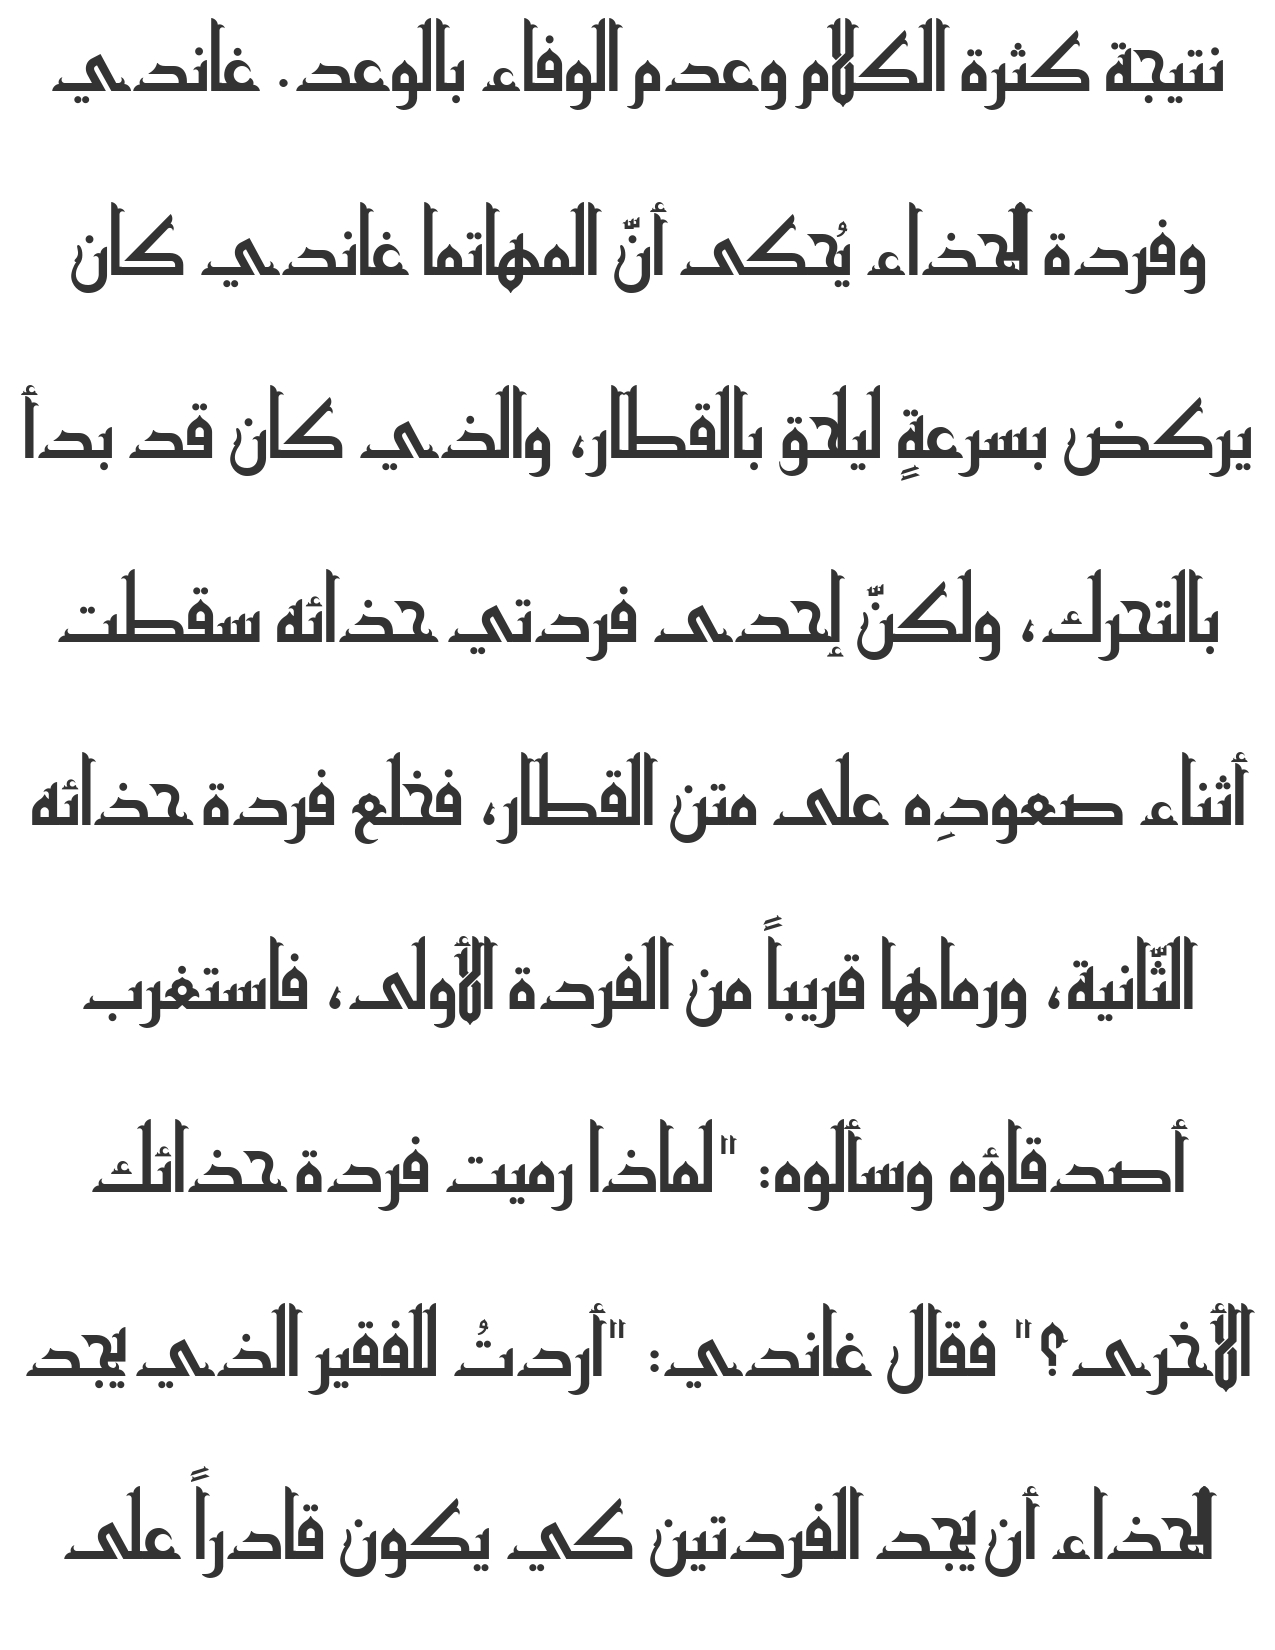 نتيجة كثرة الكلام وعدم الوفاء بالوعد. غاندي
وفردة الحذاء يُحكى أنّ المهاتما غاندي كان
يركض بسرعةٍ ليلحق بالقطار، والذي كان قد بدأ
بالتحرك، ولكنّ إحدى فردتي حذائه سقطت
أثناء صعودِه على متن القطار، فخلع فردة حذائه
الثّانية، ورماها قريباً من الفردة الأولى، فاستغرب
أصدقاؤه وسألوه: "لماذا رميت فردة حذائك
الأخرى؟" فقال غاندي: "أردتُ للفقير الذي يجد
الحذاء أن يجد الفردتين كي يكون قادراً على